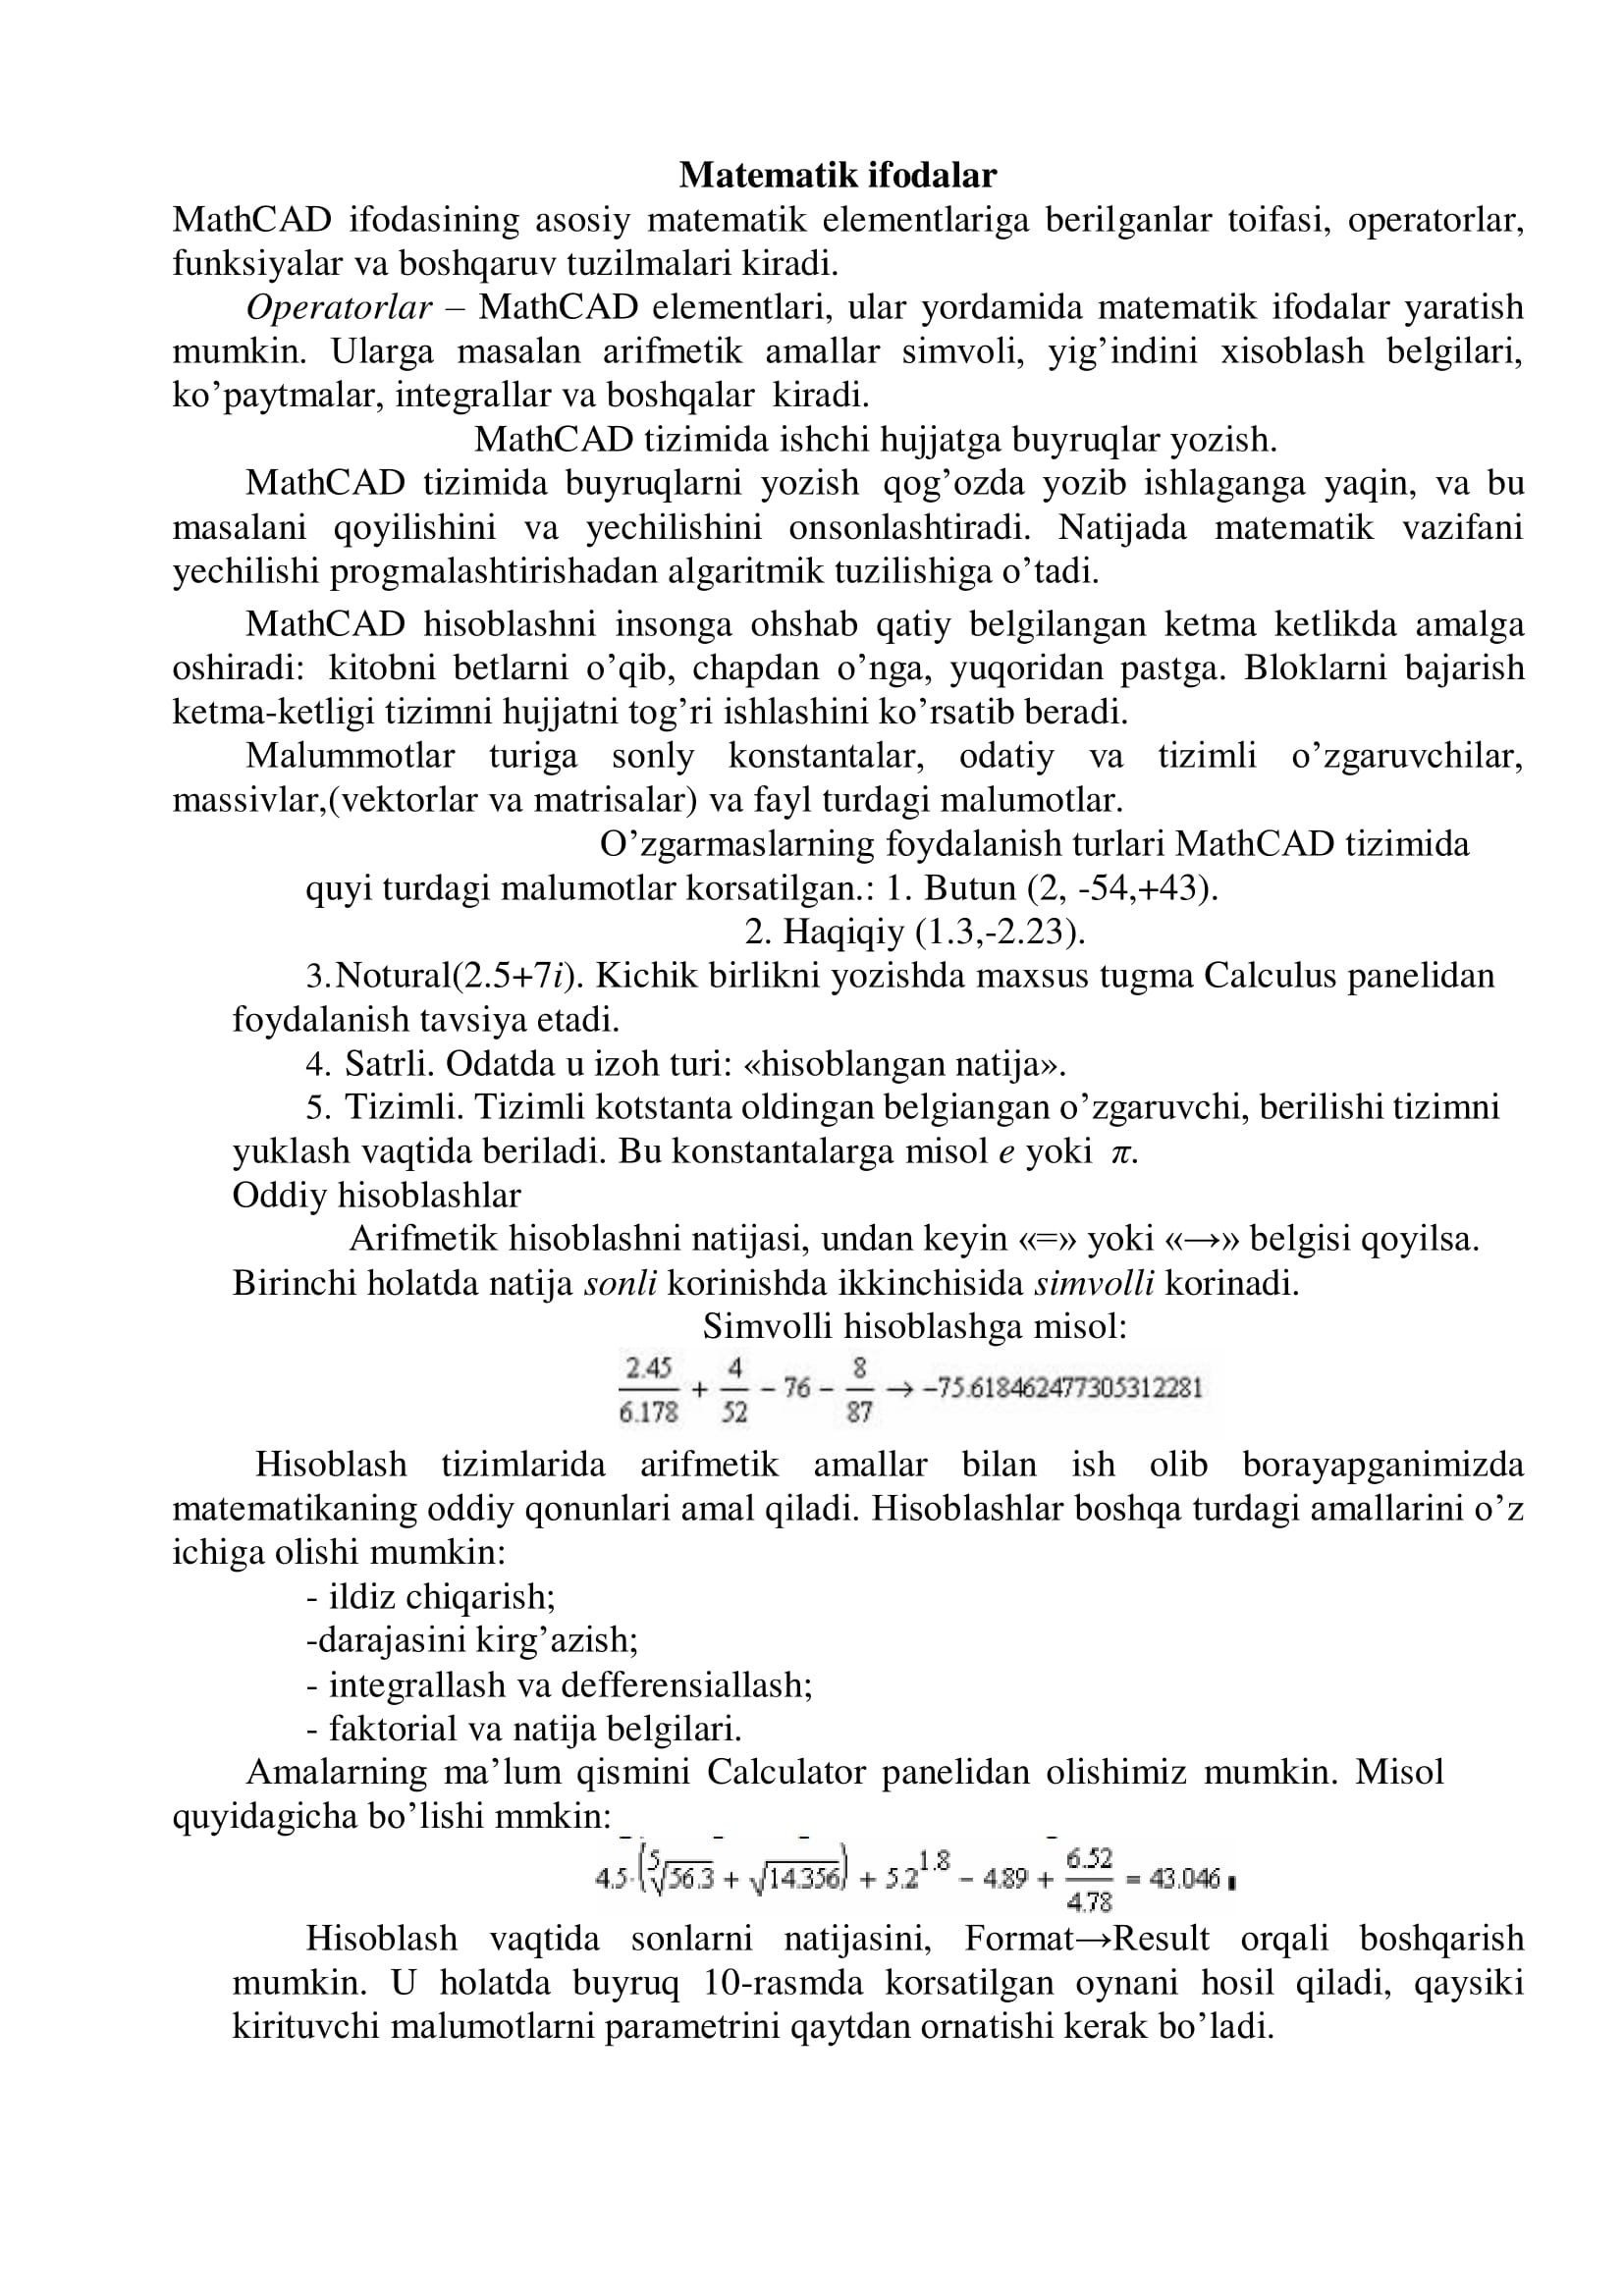 Matematik ifodalar
MathCAD ifodasining asosiy matematik elementlariga berilganlar toifasi, operatorlar,
funksiyalar va boshqaruv tuzilmalari kiradi.
Operatorlar – MathCAD elementlari, ular yordamida matematik ifodalar yaratish
mumkin. Ularga masalan arifmetik amallar simvoli, yig’indini xisoblash belgilari,
ko’paytmalar, integrallar va boshqalar kiradi.
MathCAD tizimida ishchi hujjatga buyruqlar yozish.
MathCAD tizimida buyruqlarni yozish qog’ozda yozib ishlaganga yaqin, va bu
masalani qoyilishini va yechilishini onsonlashtiradi. Natijada matematik vazifani
yechilishi progmalashtirishadan algaritmik tuzilishiga o’tadi.
MathCAD hisoblashni insonga ohshab qatiy belgilangan ketma ketlikda amalga
oshiradi: kitobni betlarni o’qib, chapdan o’nga, yuqoridan pastga. Bloklarni bajarish
ketma-ketligi tizimni hujjatni tog’ri ishlashini ko’rsatib beradi.
Malummotlar turiga sonly konstantalar, odatiy va tizimli o’zgaruvchilar,
massivlar,(vektorlar va matrisalar) va fayl turdagi malumotlar.
O’zgarmaslarning foydalanish turlari MathCAD tizimida
quyi turdagi malumotlar korsatilgan.: 1. Butun (2, -54,+43).
2. Haqiqiy (1.3,-2.23).
3.Notural(2.5+7i). Kichik birlikni yozishda maxsus tugma Calculus panelidan
foydalanish tavsiya etadi.
4. Satrli. Odatda u izoh turi: «hisoblangan natija».
5. Tizimli. Tizimli kotstanta oldingan belgiangan o’zgaruvchi, berilishi tizimni
yuklash vaqtida beriladi. Bu konstantalarga misol e yoki π.
Oddiy hisoblashlar
Arifmetik hisoblashni natijasi, undan keyin «=» yoki «→» belgisi qoyilsa.
Birinchi holatda natija sonli korinishda ikkinchisida simvolli korinadi.
Simvolli hisoblashga misol:
2.45/6.178 + 4/52 − 76 − 8/87 → −75.618462477305312281
Hisoblash tizimlarida arifmetik amallar bilan ish olib borayapganimizda
matematikaning oddiy qonunlari amal qiladi. Hisoblashlar boshqa turdagi amallarini o’z
ichiga olishi mumkin:
- ildiz chiqarish;
-darajasini kirg’azish;
- integrallash va defferensiallash;
- faktorial va natija belgilari.
Amalarning ma’lum qismini Calculator panelidan olishimiz mumkin. Misol
quyidagicha bo’lishi mmkin:
4.5·(⁵√56.3 + √14.356) + 5.2^1.8 − 4.89 + 6.52/4.78 = 43.046
Hisoblash vaqtida sonlarni natijasini, Format→Result orqali boshqarish
mumkin. U holatda buyruq 10-rasmda korsatilgan oynani hosil qiladi, qaysiki
kirituvchi malumotlarni parametrini qaytdan ornatishi kerak bo’ladi.